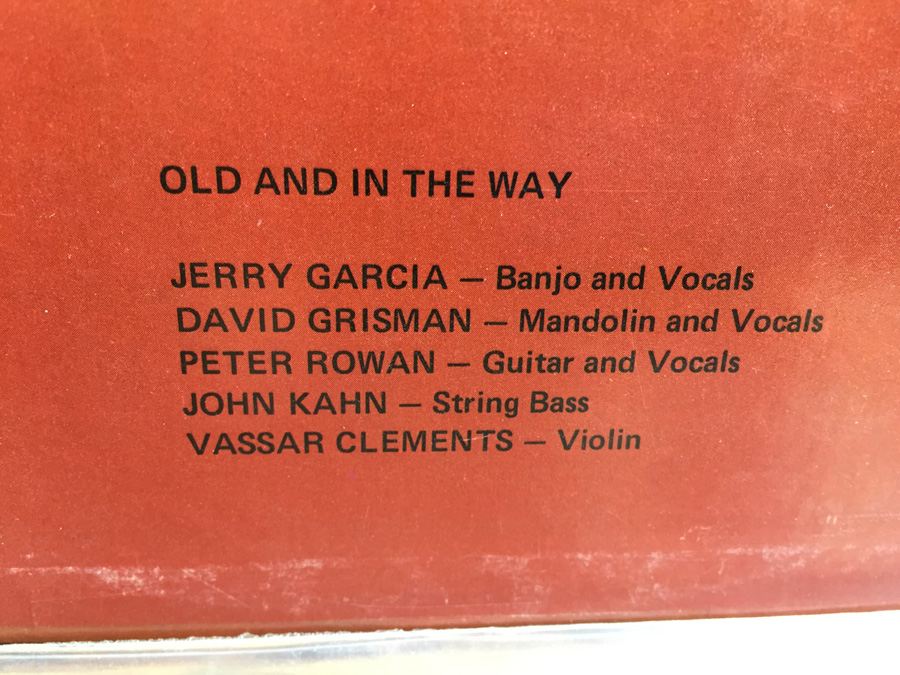 OLD AND IN THE WAY
JERRY GARCIA — Banjo and Vocals
DAVID GRISMAN — Mandolin and Vocals
PETER ROWAN — Guitar and Vocals
JOHN KAHN — String Bass
VASSAR CLEMENTS — Violin